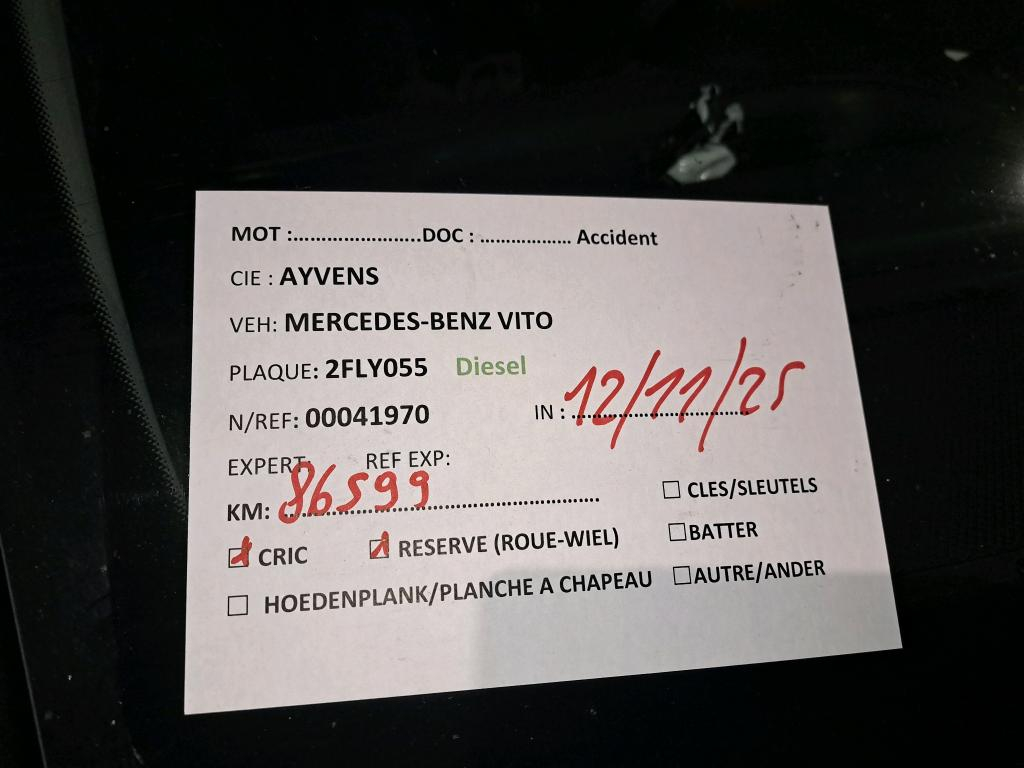 MOT :........................DOC : ................. Accident
CIE : AYVENS
VEH: MERCEDES-BENZ VITO
PLAQUE: 2FLY055 Diesel
N/REF: 00041970 IN : 12/11/25
EXPERT: REF EXP:
KM: 86599
☐ CLES/SLEUTELS
☒ CRIC ☒ RESERVE (ROUE-WIEL) ☐ BATTER
☐ HOEDENPLANK/PLANCHE A CHAPEAU ☐ AUTRE/ANDER